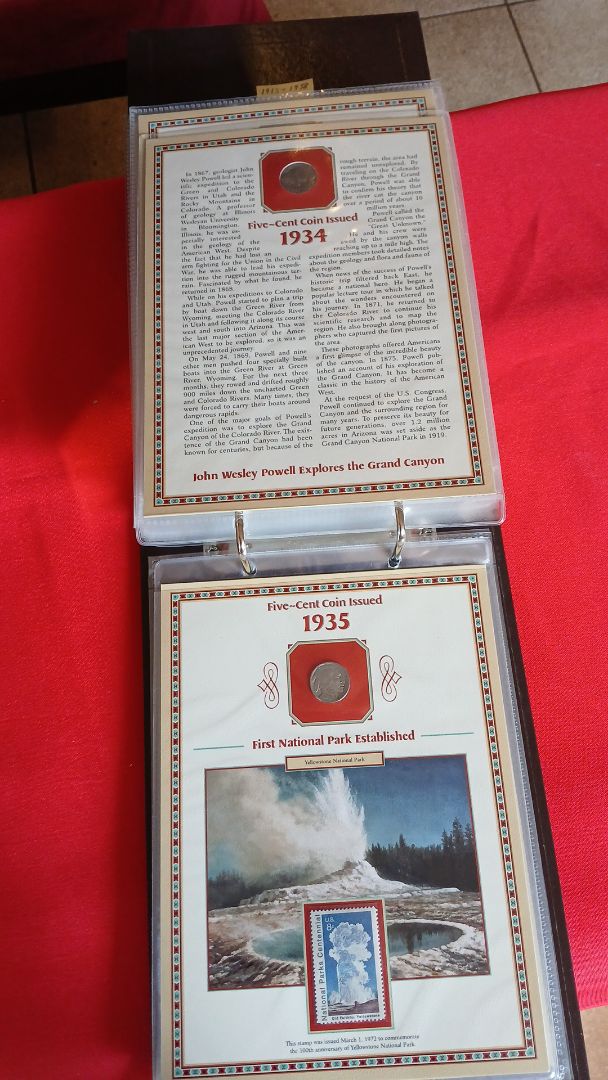 1913 - 1938
In 1867, geologist John
Wesley Powell led a scien-
tific expedition to the
Green and Colorado
Rivers in Utah and the
Rocky Mountains in
Colorado. A professor
of geology at Illinois
Wesleyan University
in Bloomington,
Illinois, he was es-
pecially interested
in the geology of the
American West. Despite
the fact that he had lost an
arm fighting for the Union in the Civil
War, he was able to lead his expedi-
tion into the rugged mountainous ter-
rain. Fascinated by what he found, he
returned in 1868.
While on his expeditions to Colorado
and Utah, Powell started to plan a trip
by boat down the Green River from
Wyoming, meeting the Colorado River
in Utah and following it along its course
west and south into Arizona. This was
the last major section of the Amer-
ican West to be explored, so it was an
unprecedented journey.
On May 24, 1869, Powell and nine
other men pushed four specially built
boats into the Green River at Green
River, Wyoming. For the next three
months, they rowed and drifted roughly
900 miles down the uncharted Green
and Colorado Rivers. Many times, they
were forced to carry their boats around
dangerous rapids.
One of the major goals of Powell's
expedition was to explore the Grand
Canyon of the Colorado River. The exis-
tence of the Grand Canyon had been
known for centuries, but because of the
Five-Cent Coin Issued
1934
rough terrain, the area had
remained unexplored. By
traveling on the Colorado
River through the Grand
Canyon, Powell was able
to confirm his theory that
the river cut the canyon
over a period of about 10
million years.
Powell called the
Grand Canyon the
"Great Unknown."
He and his crew were
awed by the canyon walls
reaching up to a mile high. The
expedition members took detailed notes
about the geology and flora and fauna of
the region.
When news of the success of Powell's
historic trip filtered back East, he
became a national hero. He began a
popular lecture tour in which he talked
about the wonders encountered on
his journey. In 1871, he returned to
the Colorado River to continue his
scientific research and to map the
region. He also brought along photogra-
phers who captured the first pictures of
the area.
These photographs offered Americans
a first glimpse of the incredible beauty
of the canyon. In 1875, Powell pub-
lished an account of his exploration of
the Grand Canyon. It has become a
classic in the history of the American
West.
At the request of the U.S. Congress,
Powell continued to explore the Grand
Canyon and the surrounding region for
many years. To preserve its beauty for
future generations, over 1.2 million
acres in Arizona was set aside as the
Grand Canyon National Park in 1919.
John Wesley Powell Explores the Grand Canyon
Five-Cent Coin Issued
1935
First National Park Established
Yellowstone National Park
National Parks Centennial
U.S.
8¢
Old Faithful, Yellowstone
This stamp was issued March 1, 1972 to commemorate
the 100th anniversary of Yellowstone National Park.